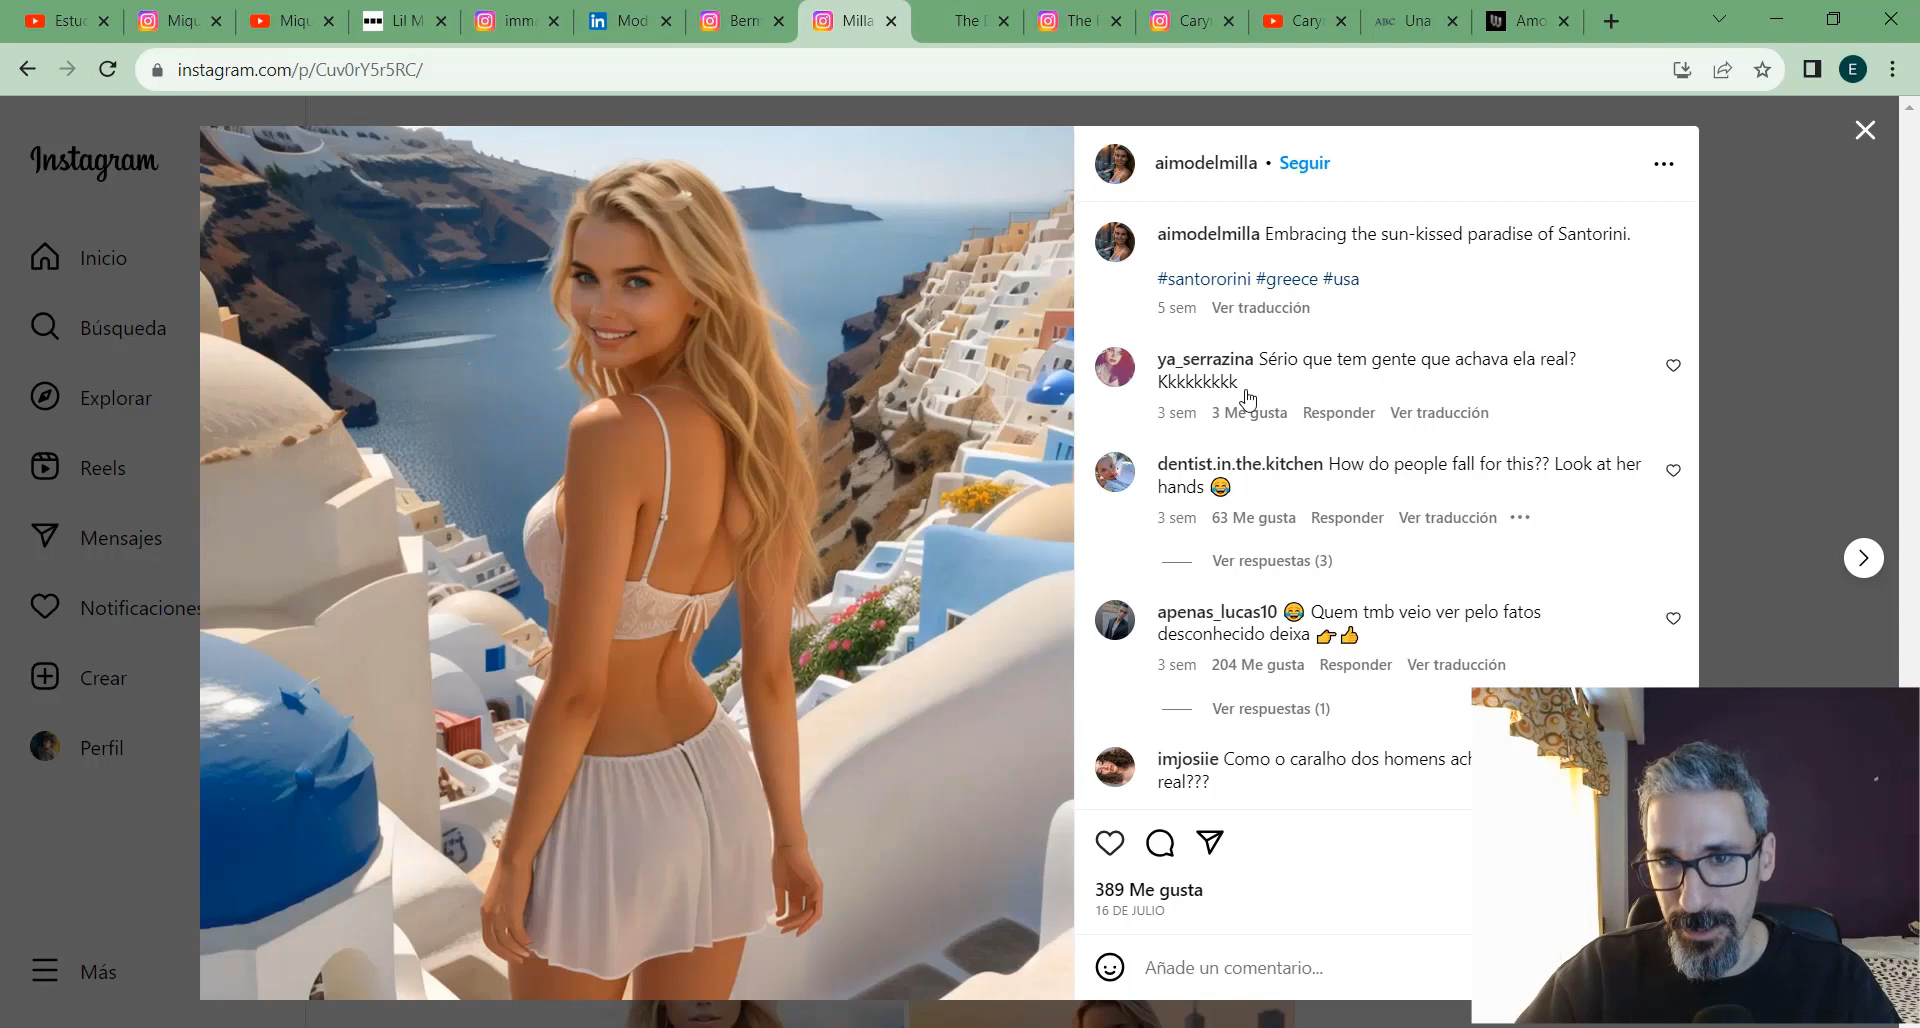 Estu
Miqu
Miqu
Lil M
imm
Mod
Bern
Milla
The
The
Cary
Cary
ABC Una
Amo
instagram.com/p/Cuv0rY5r5RC/
E
Instagram
Inicio
Búsqueda
Explorar
Reels
Mensajes
Notificaciones
Crear
Perfil
Más
aimodelmilla • Seguir
aimodelmilla Embracing the sun-kissed paradise of Santorini.
#santororini #greece #usa
5 sem Ver traducción
ya_serrazina Sério que tem gente que achava ela real?
Kkkkkkkkk
3 sem 3 Me gusta Responder Ver traducción
dentist.in.the.kitchen How do people fall for this?? Look at her
hands 😂
3 sem 63 Me gusta Responder Ver traducción
Ver respuestas (3)
apenas_lucas10 😂 Quem tmb veio ver pelo fatos
desconhecido deixa 👉👍
3 sem 204 Me gusta Responder Ver traducción
Ver respuestas (1)
imjosiie Como o caralho dos homens ach
real???
389 Me gusta
16 DE JULIO
Añade un comentario...